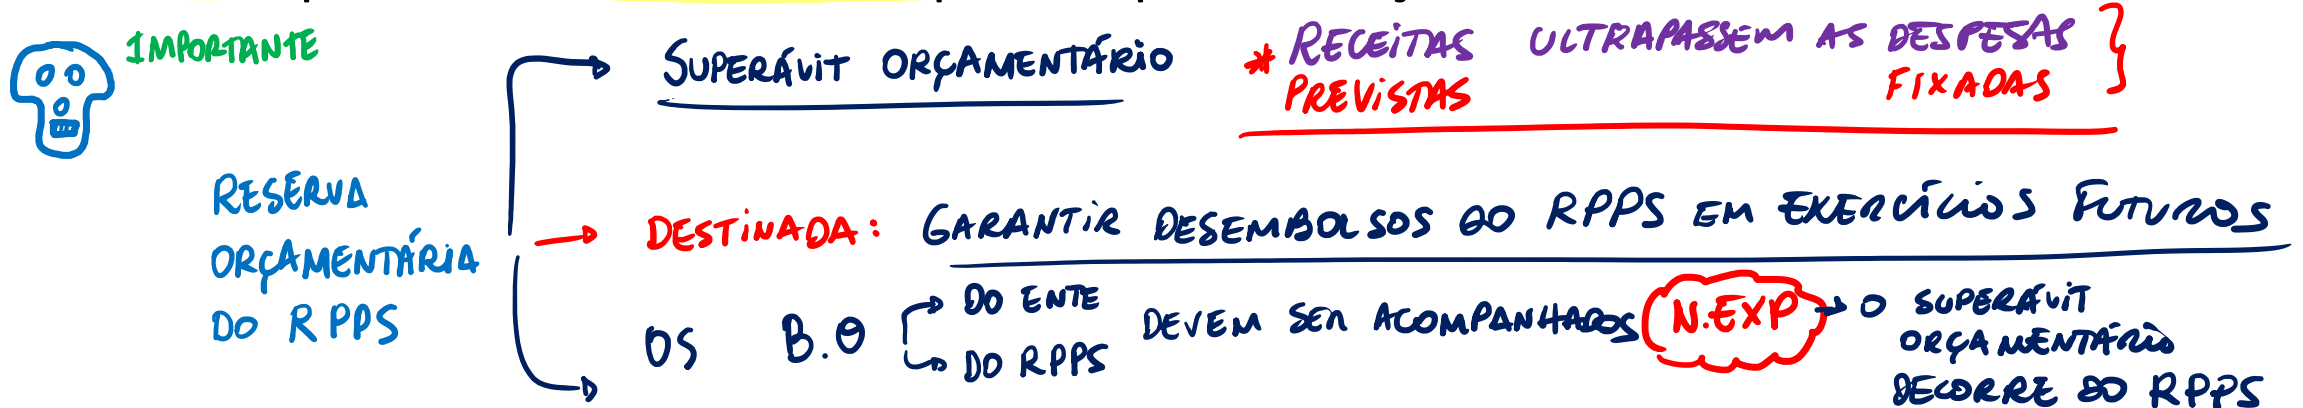 IMPORTANTE
SUPERÁVIT ORÇAMENTÁRIO * RECEITAS ULTRAPASSEM AS DESPESAS }
PREVISTAS FIXADAS
RESERVA
ORÇAMENTÁRIA
DO RPPS
DESTINADA: GARANTIR DESEMBOLSOS DO RPPS EM EXERCÍCIOS FUTUROS
OS B.O DO ENTE
DO RPPS
DEVEM SER ACOMPANHADOS N.EXP → O SUPERÁVIT
ORÇAMENTÁRIO
DECORRE DO RPPS